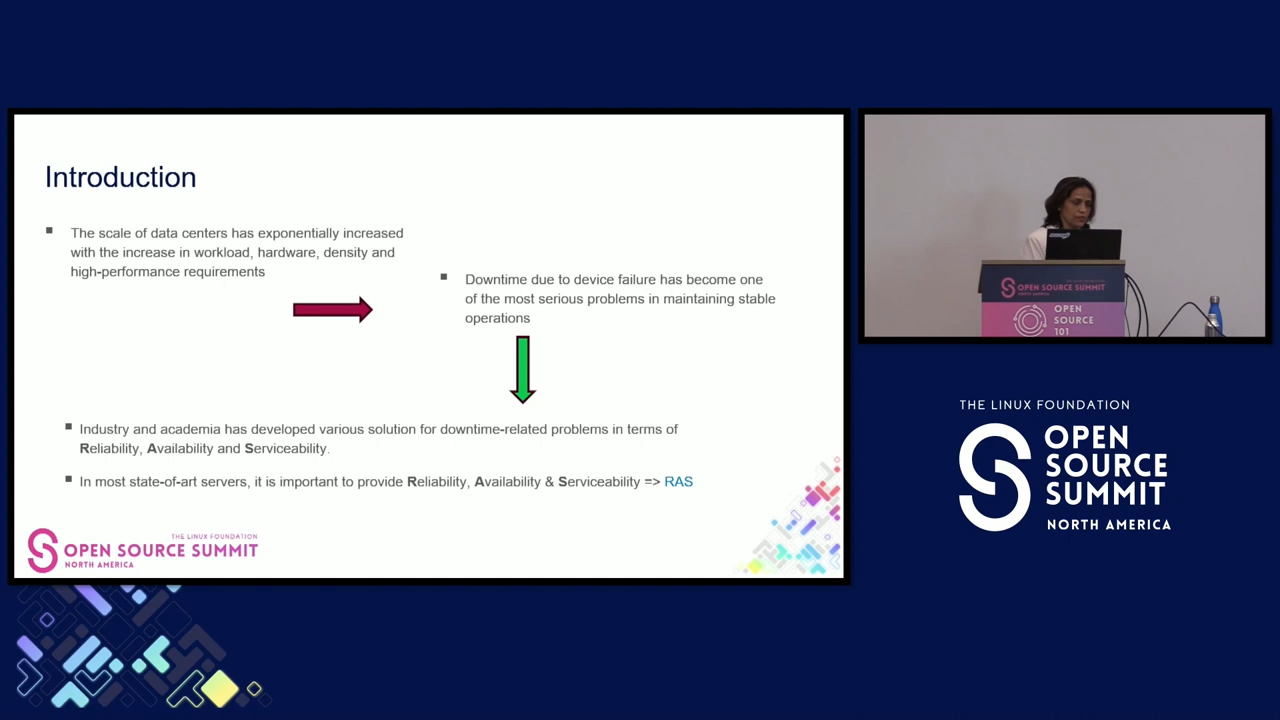 Introduction
The scale of data centers has exponentially increased
with the increase in workload, hardware, density and
high-performance requirements
Downtime due to device failure has become one
of the most serious problems in maintaining stable
operations
Industry and academia has developed various solution for downtime-related problems in terms of
Reliability, Availability and Serviceability.
In most state-of-art servers, it is important to provide Reliability, Availability & Serviceability => RAS
THE LINUX FOUNDATION
OPEN SOURCE SUMMIT
NORTH AMERICA
OPEN SOURCE SUMMIT
NORTH AMERICA
OPEN
SOURCE
101
THE LINUX FOUNDATION
OPEN
SOURCE
SUMMIT
NORTH AMERICA